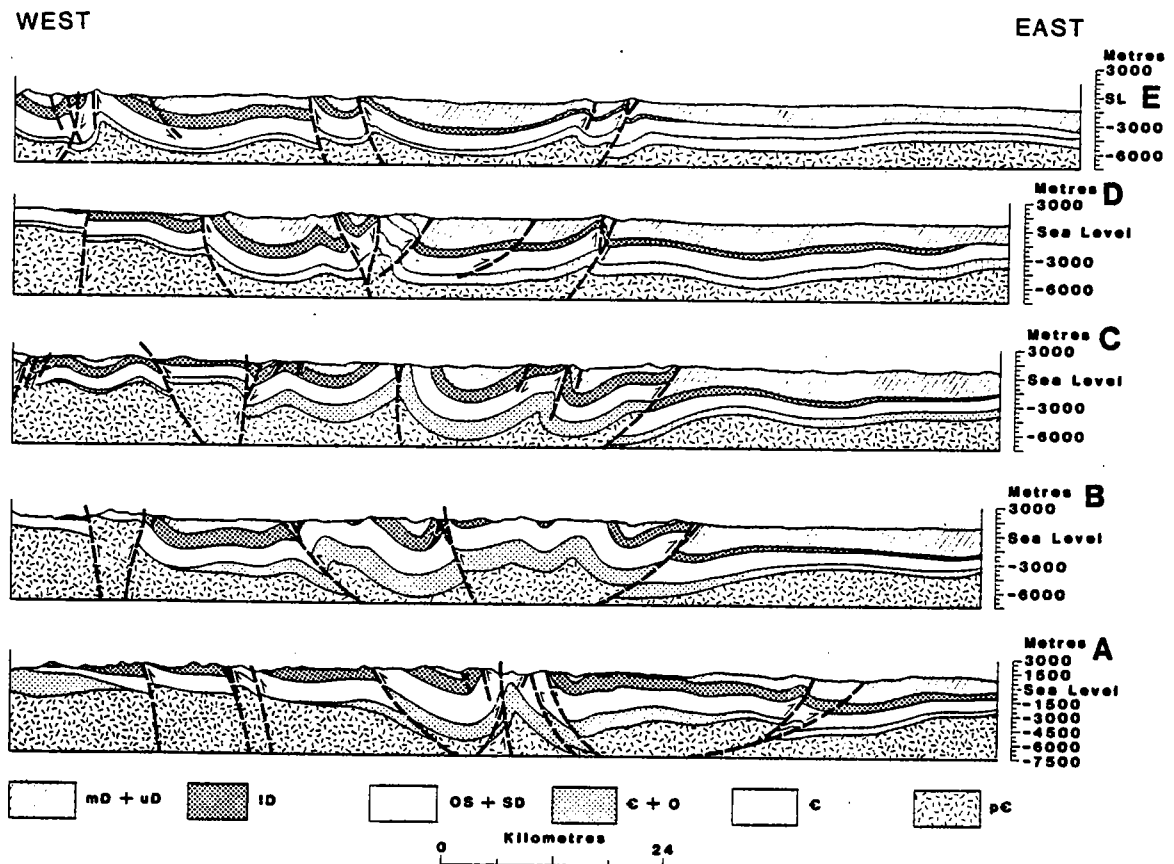 WEST
EAST
Metres
3000
SL E
-3000
-6000
Metres D
3000
Sea Level
-3000
-6000
Metres C
3000
Sea Level
-3000
-6000
Metres B
3000
Sea Level
-3000
-6000
Metres A
3000
1500
Sea Level
-1500
-3000
-4500
-6000
-7500
mD + uD
lD
OS + SD
Є + O
Є
pЄ
Kilometres
0 24